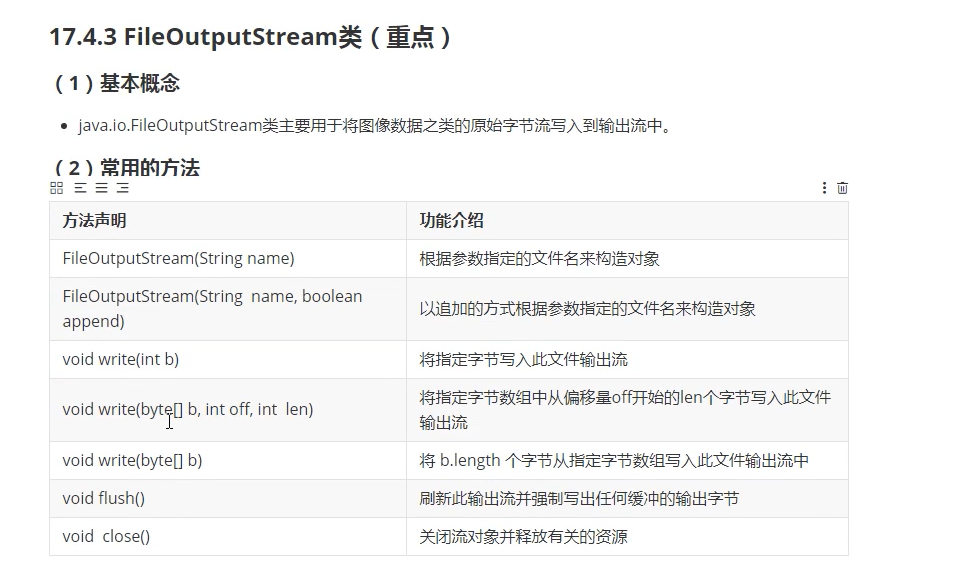 17.4.3 FileOutputStream类（重点）
（1）基本概念
java.io.FileOutputStream类主要用于将图像数据之类的原始字节流写入到输出流中。
（2）常用的方法
方法声明 功能介绍
FileOutputStream(String name) 根据参数指定的文件名来构造对象
FileOutputStream(String  name, boolean
append)
以追加的方式根据参数指定的文件名来构造对象
void write(int b) 将指定字节写入此文件输出流
void write(byte[] b, int off, int  len)
将指定字节数组中从偏移量off开始的len个字节写入此文件
输出流
void write(byte[] b) 将 b.length 个字节从指定字节数组写入此文件输出流中
void flush() 刷新此输出流并强制写出任何缓冲的输出字节
void  close() 关闭流对象并释放有关的资源